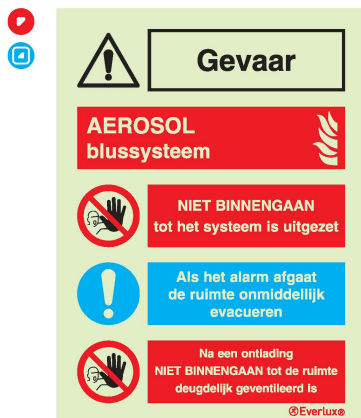 Gevaar
AEROSOL
blussysteem
NIET BINNENGAAN
tot het systeem is uitgezet
Als het alarm afgaat
de ruimte onmiddellijk
evacueren
Na een ontlading
NIET BINNENGAAN tot de ruimte
deugdelijk geventileerd is
Everlux®